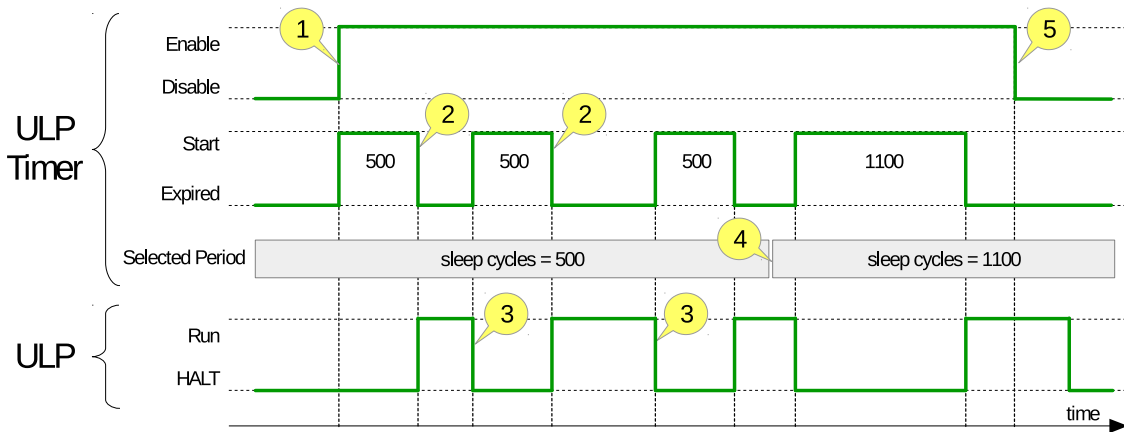 1
5
Enable
Disable
2
2
ULP
Timer
Start
500
500
500
1100
Expired
4
Selected Period
sleep cycles = 500
sleep cycles = 1100
3
3
Run
ULP
HALT
time